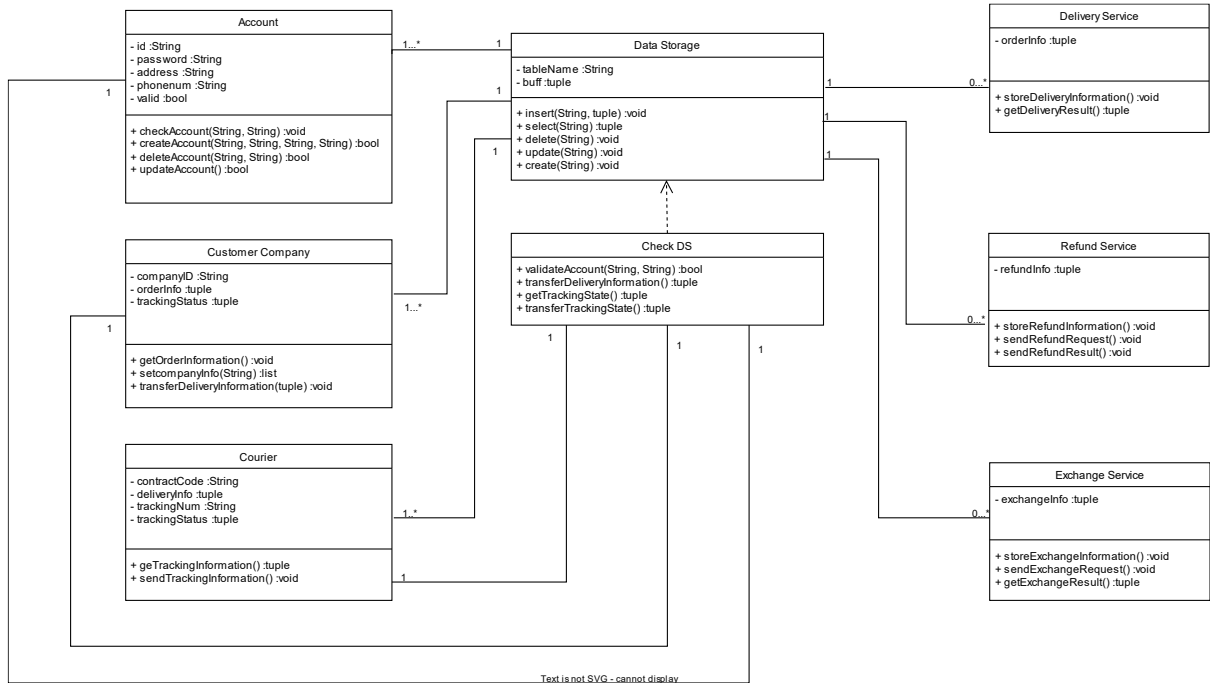 Account
- id :String
- password :String
- address :String
- phonenum :String
- valid :bool
+ checkAccount(String, String) :void
+ createAccount(String, String, String, String) :bool
+ deleteAccount(String, String) :bool
+ updateAccount() :bool
1
1...*
1
Data Storage
- tableName :String
- buff :tuple
+ insert(String, tuple) :void
+ select(String) :tuple
+ delete(String) :void
+ update(String) :void
+ create(String) :void
1
1
1
1
1
Delivery Service
- orderInfo :tuple
+ storeDeliveryInformation() :void
+ getDeliveryResult() :tuple
0...*
Customer Company
- companyID :String
- orderInfo :tuple
- trackingStatus :tuple
+ getOrderInformation() :void
+ setcompanyInfo(String) :list
+ transferDeliveryInformation(tuple) :void
1
1...*
Check DS
+ validateAccount(String, String) :bool
+ transferDeliveryInformation() :tuple
+ getTrackingState() :tuple
+ transferTrackingState() :tuple
1
1
1
Refund Service
- refundInfo :tuple
+ storeRefundInformation() :void
+ sendRefundRequest() :void
+ sendRefundResult() :void
0...*
Courier
- contractCode :String
- deliveryInfo :tuple
- trackingNum :String
- trackingStatus :tuple
+ geTrackingInformation() :tuple
+ sendTrackingInformation() :void
1..*
1
Exchange Service
- exchangeInfo :tuple
+ storeExchangeInformation() :void
+ sendExchangeRequest() :void
+ getExchangeResult() :tuple
0...*
Text is not SVG - cannot display